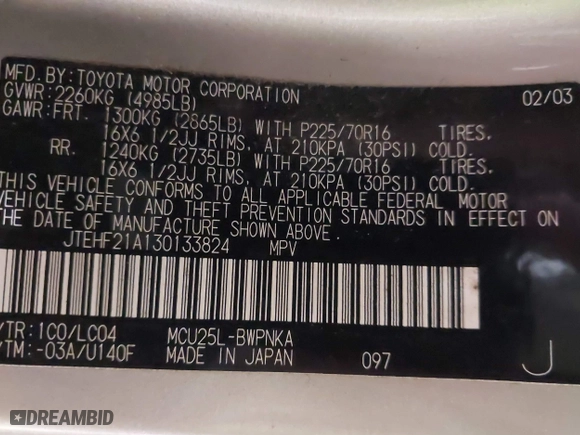 MFD.BY:TOYOTA MOTOR CORPORATION 02/03
GVWR:2260KG (4985LB)
GAWR:FRT. 1300KG (2865LB) WITH P225/70R16 TIRES.
16X6 1/2JJ RIMS, AT 210KPA (30PSI) COLD.
RR. 1240KG (2735LB) WITH P225/70R16 TIRES.
16X6 1/2JJ RIMS, AT 210KPA (30PSI) COLD.
THIS VEHICLE CONFORMS TO ALL APPLICABLE FEDERAL MOTOR
VEHICLE SAFETY AND THEFT PREVENTION STANDARDS IN EFFECT ON
THE DATE OF MANUFACTURE SHOWN ABOVE.
JTEHF21A130133824 MPV
/TR:1C0/LC04 MCU25L-BWPNKA
/TM:-03A/U140F MADE IN JAPAN 097 J
DREAMBID